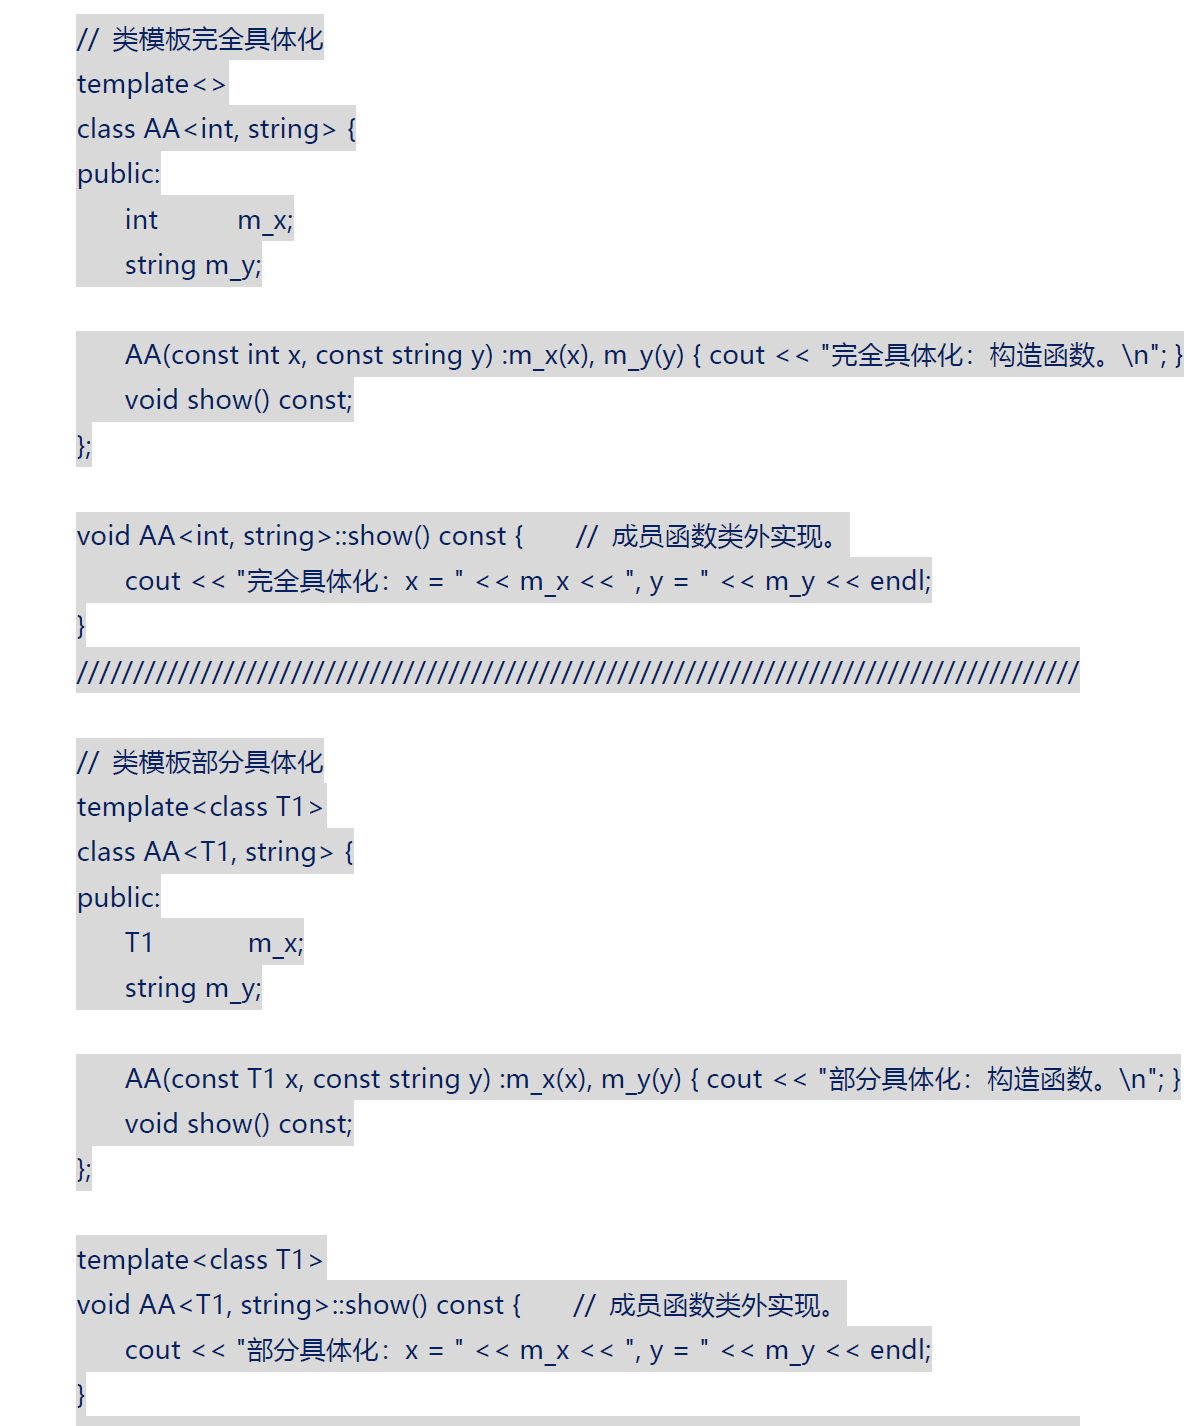 // 类模板完全具体化
template<>
class AA<int, string> {
public:
int m_x;
string m_y;
AA(const int x, const string y) :m_x(x), m_y(y) { cout << "完全具体化：构造函数。\n"; }
void show() const;
};
void AA<int, string>::show() const { // 成员函数类外实现。
cout << "完全具体化：x = " << m_x << ", y = " << m_y << endl;
}
/////////////////////////////////////////////////////////////////////////////////////////
// 类模板部分具体化
template<class T1>
class AA<T1, string> {
public:
T1 m_x;
string m_y;
AA(const T1 x, const string y) :m_x(x), m_y(y) { cout << "部分具体化：构造函数。\n"; }
void show() const;
};
template<class T1>
void AA<T1, string>::show() const { // 成员函数类外实现。
cout << "部分具体化：x = " << m_x << ", y = " << m_y << endl;
}